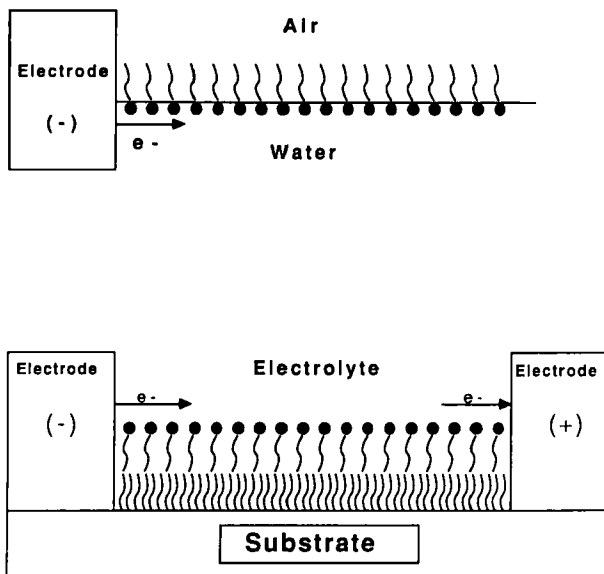 Air
Electrode
(-)
e -
Water
Electrode
Electrolyte
Electrode
e-
e-
(-)
(+)
Substrate